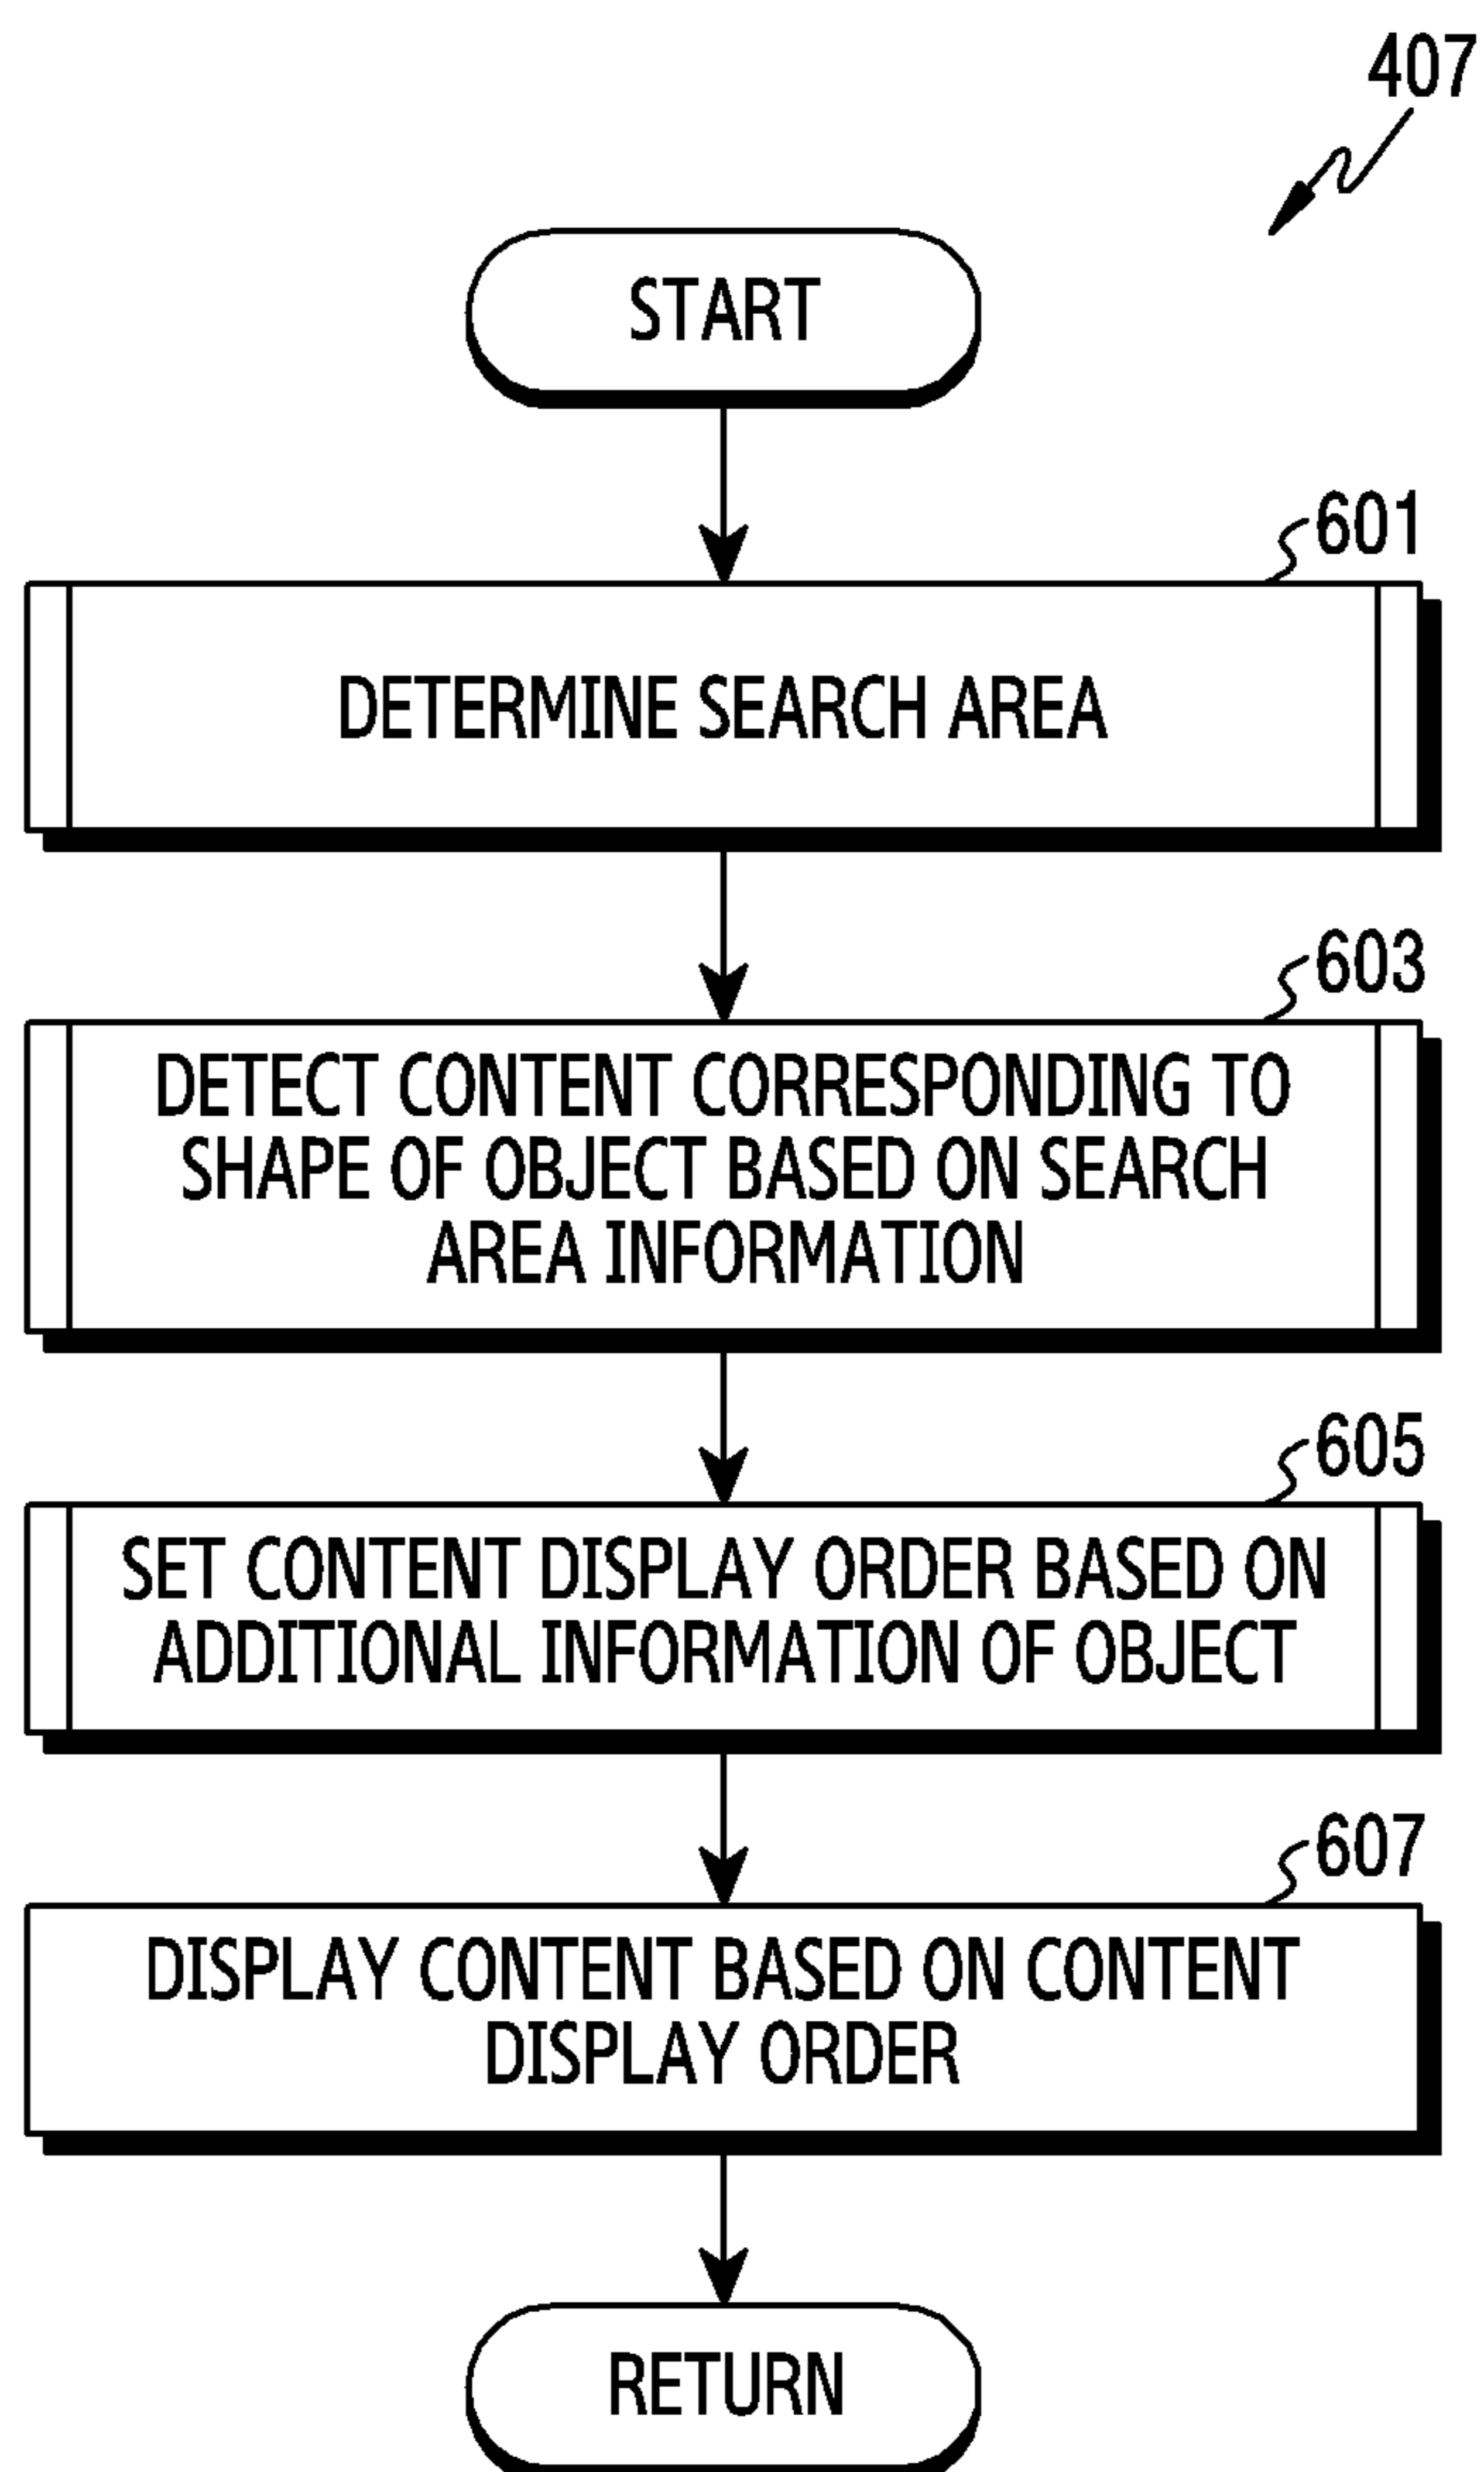 407
START
601
DETERMINE SEARCH AREA
603
DETECT CONTENT CORRESPONDING TO
SHAPE OF OBJECT BASED ON SEARCH
AREA INFORMATION
605
SET CONTENT DISPLAY ORDER BASED ON
ADDITIONAL INFORMATION OF OBJECT
607
DISPLAY CONTENT BASED ON CONTENT
DISPLAY ORDER
RETURN